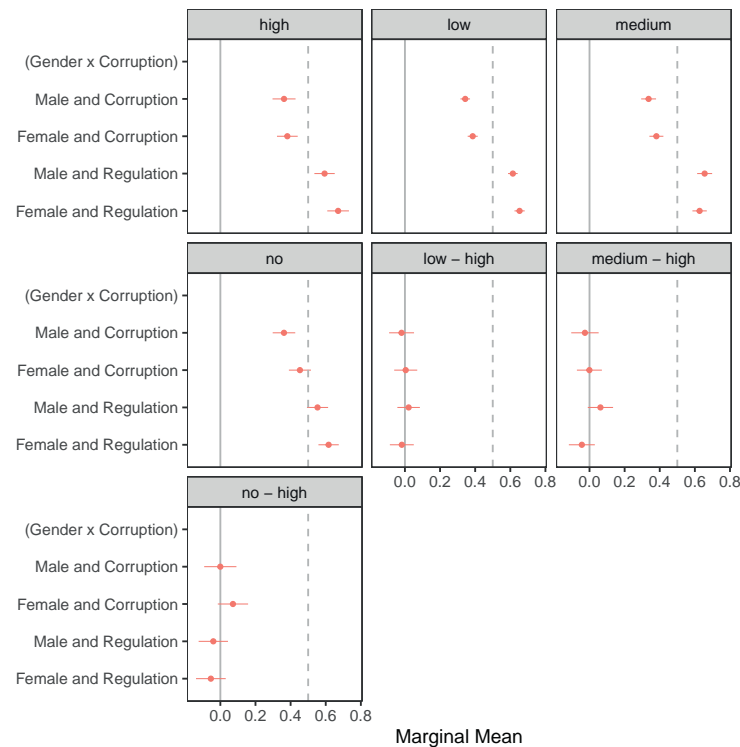 high low medium
(Gender x Corruption)
Male and Corruption
Female and Corruption
Male and Regulation
Female and Regulation
no low − high medium − high
(Gender x Corruption)
Male and Corruption
Female and Corruption
Male and Regulation
Female and Regulation
0.0 0.2 0.4 0.6 0.8 0.0 0.2 0.4 0.6 0.8
no − high
(Gender x Corruption)
Male and Corruption
Female and Corruption
Male and Regulation
Female and Regulation
0.0 0.2 0.4 0.6 0.8
Marginal Mean